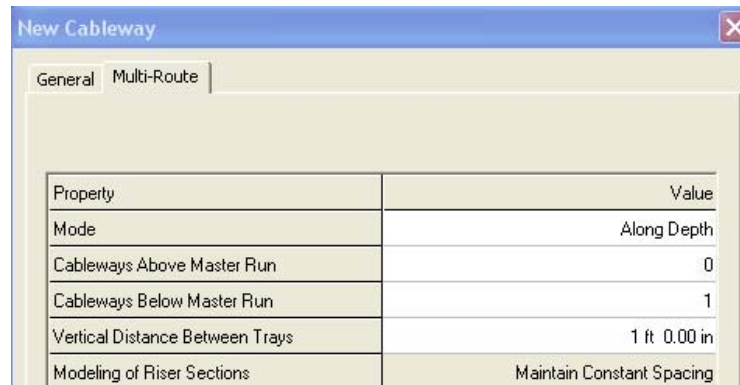 New Cableway
General Multi-Route
Property Value
Mode Along Depth
Cableways Above Master Run 0
Cableways Below Master Run 1
Vertical Distance Between Trays 1 ft 0.00 in
Modeling of Riser Sections Maintain Constant Spacing